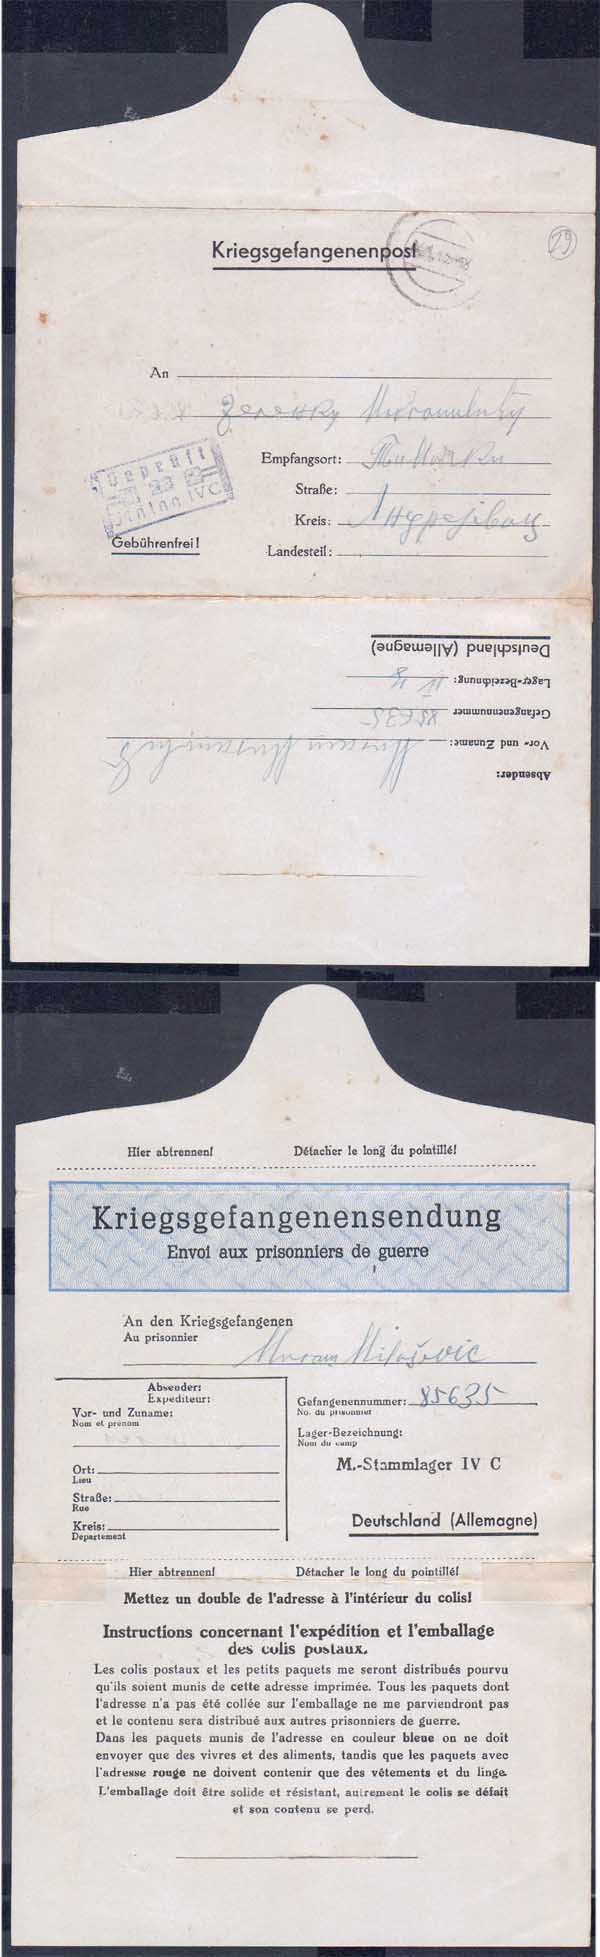 Kriegsgefangenenpost
29
An
Empfangsort:
Straße:
Kreis:
Landesteil:
Geprüft
23
Stalag IVC
Gebührenfrei!
Deutschland (Allemagne)
Lager-Bezeichnung: IV
Gefangenennummer 85635
Vor- und Zuname:
Absender:
Hier abtrennen! Détacher le long du pointillé!
Kriegsgefangenensendung
Envoi aux prisonniers de guerre
An den Kriegsgefangenen
Au prisonnier
Milošović
Absender:
Expéditeur:
Vor- und Zuname:
Nom et prénom
Ort:
Lieu
Straße:
Rue
Kreis:
Département
Gefangenennummer: 85635
No. du prisonnier
Lager-Bezeichnung:
Nom du camp
M.-Stammlager IV C
Deutschland (Allemagne)
Hier abtrennen! Détacher le long du pointillé!
Mettez un double de l'adresse à l'intérieur du colis!
Instructions concernant l'expédition et l'emballage
des colis postaux.
Les colis postaux et les petits paquets me seront distribués pourvu
qu'ils soient munis de cette adresse imprimée. Tous les paquets dont
l'adresse n'a pas été collée sur l'emballage ne me parviendront pas
et le contenu sera distribué aux autres prisonniers de guerre.
Dans les paquets munis de l'adresse en couleur bleue on ne doit
envoyer que des vivres et des aliments, tandis que les paquets avec
l'adresse rouge ne doivent contenir que des vêtements et du linge.
L'emballage doit être solide et résistant, autrement le colis se défait
et son contenu se perd.